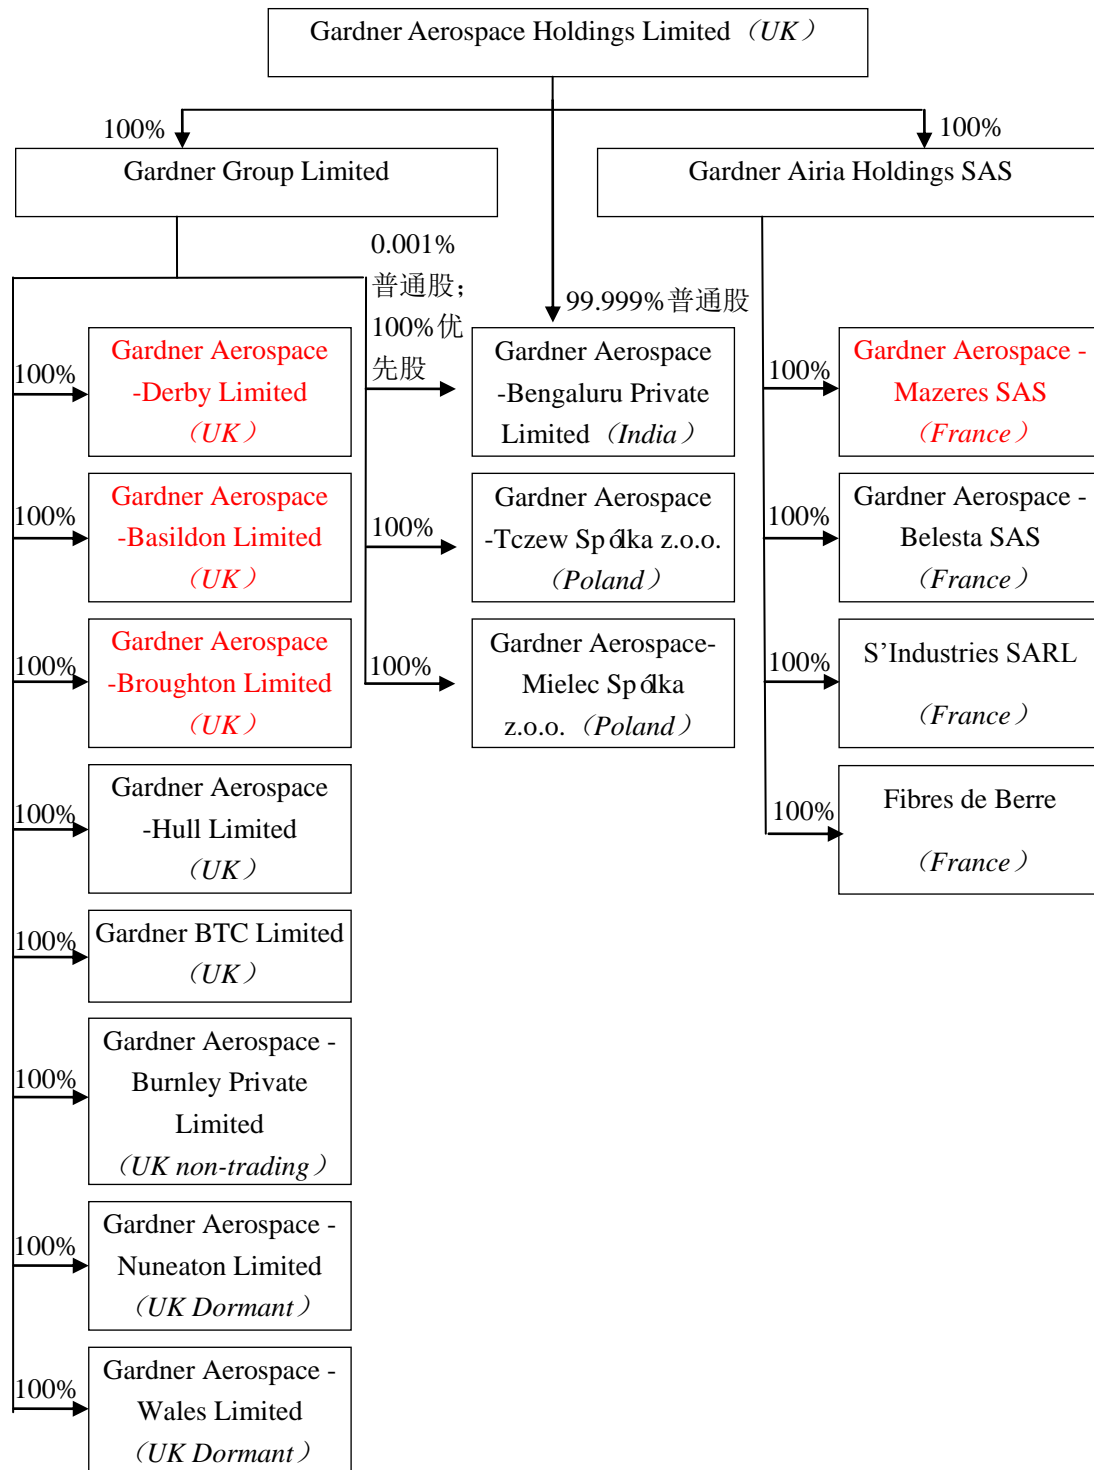 Gardner Aerospace Holdings Limited（UK）
100%
100%
Gardner Group Limited
Gardner Airia Holdings SAS
0.001%
普通股；
100%优
先股
99.999%普通股
100%
Gardner Aerospace
-Derby Limited
（UK）
100%
Gardner Aerospace
-Basildon Limited
（UK）
100%
Gardner Aerospace
-Broughton Limited
（UK）
100%
Gardner Aerospace
-Hull Limited
（UK）
100%
Gardner BTC Limited
（UK）
100%
Gardner Aerospace -
Burnley Private
Limited
（UK non-trading）
100%
Gardner Aerospace -
Nuneaton Limited
（UK Dormant）
100%
Gardner Aerospace -
Wales Limited
（UK Dormant）
Gardner Aerospace
-Bengaluru Private
Limited（India）
100%
Gardner Aerospace
-Tczew Spólka z.o.o.
（Poland）
100%
Gardner Aerospace-
Mielec Spólka
z.o.o.（Poland）
100%
Gardner Aerospace -
Mazeres SAS
（France）
100%
Gardner Aerospace -
Belesta SAS
（France）
100%
S’Industries SARL
（France）
100%
Fibres de Berre
（France）